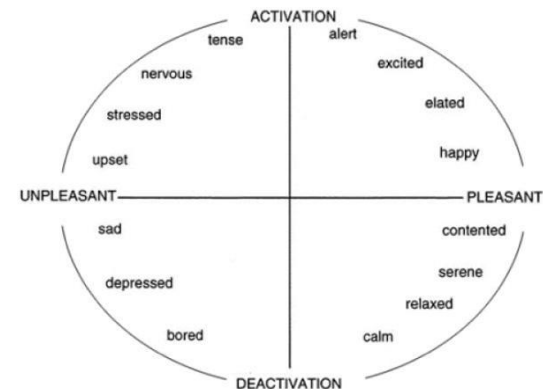 ACTIVATION
tense
alert
nervous
excited
stressed
elated
upset
happy
UNPLEASANT
PLEASANT
sad
contented
depressed
serene
relaxed
bored
calm
DEACTIVATION